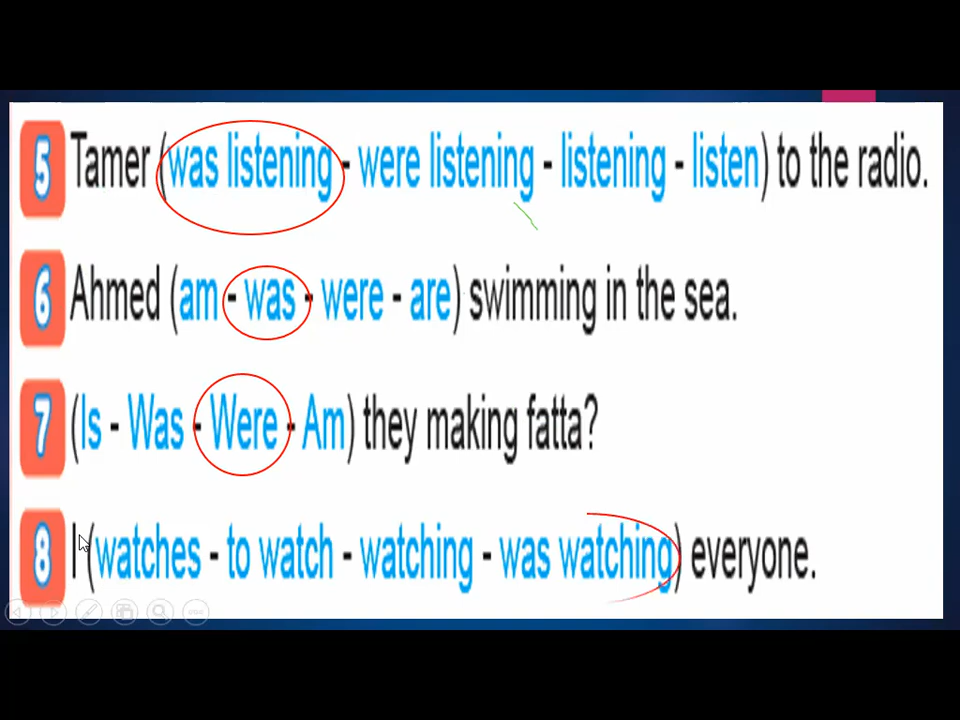 5 Tamer (was listening - were listening - listening - listen) to the radio.
6 Ahmed (am - was - were - are) swimming in the sea.
7 (Is - Was - Were - Am) they making fatta?
8 I (watches - to watch - watching - was watching) everyone.